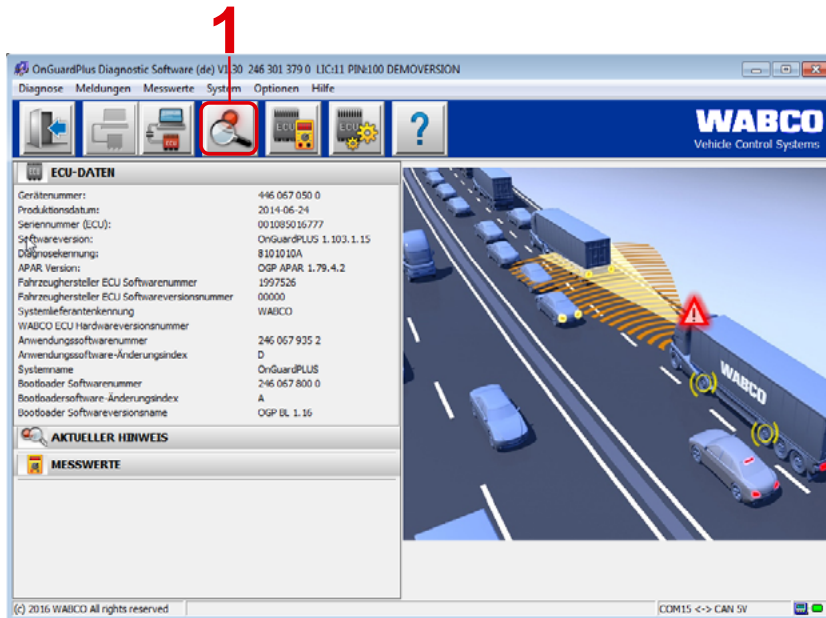 1
OnGuardPlus Diagnostic Software (de) V1.30 246 301 379 0 LIC:11 PIN:100 DEMOVERSION
Diagnose Meldungen Messwerte System Optionen Hilfe
ECU
ECU
?
WABCO
Vehicle Control Systems
ECU-DATEN
Gerätenummer: 446 067 050 0
Produktionsdatum: 2014-06-24
Seriennummer (ECU): 001085016777
Softwareversion: OnGuardPLUS 1.103.1.15
Diagnosekennung: 8101010A
APAR Version: OGP APAR 1.79.4.2
Fahrzeughersteller ECU Softwarenummer 1997526
Fahrzeughersteller ECU Softwareversionsnummer 00000
Systemlieferantenkennung WABCO
WABCO ECU Hardwareversionsnummer
Anwendungssoftwarenummer 246 067 935 2
Anwendungssoftware-Änderungsindex D
Systemname OnGuardPLUS
Bootloader Softwarenummer 246 067 800 0
Bootloadersoftware-Änderungsindex A
Bootloader Softwareversionsname OGP BL 1.16
WABCO
AKTUELLER HINWEIS
MESSWERTE
(c) 2016 WABCO All rights reserved
COM15 <-> CAN 5V